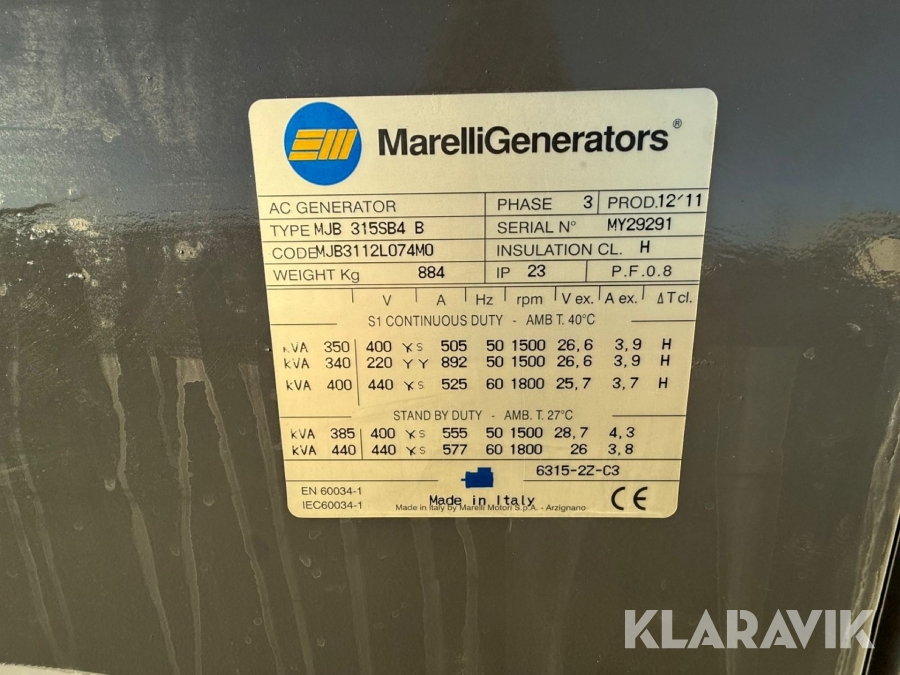 MarelliGenerators®
AC GENERATOR PHASE 3 PROD.12'11
TYPE MJB 315SB4 B SERIAL N° MY29291
CODE MJB3112L074M0 INSULATION CL. H
WEIGHT Kg 884 IP 23 P.F.0.8
V A Hz rpm V ex. A ex. ΔT cl.
S1 CONTINUOUS DUTY - AMB T. 40°C
kVA 350 400 YS 505 50 1500 26,6 3,9 H
kVA 340 220 YY 892 50 1500 26,6 3,9 H
kVA 400 440 YS 525 60 1800 25,7 3,7 H
STAND BY DUTY - AMB. T. 27°C
kVA 385 400 YS 555 50 1500 28,7 4,3
kVA 440 440 YS 577 60 1800 26 3,8
6315-2Z-C3
EN 60034-1
IEC60034-1
Made in Italy
Made in Italy by Marelli Motori S.p.A. - Arzignano
CE
KLARAVIK